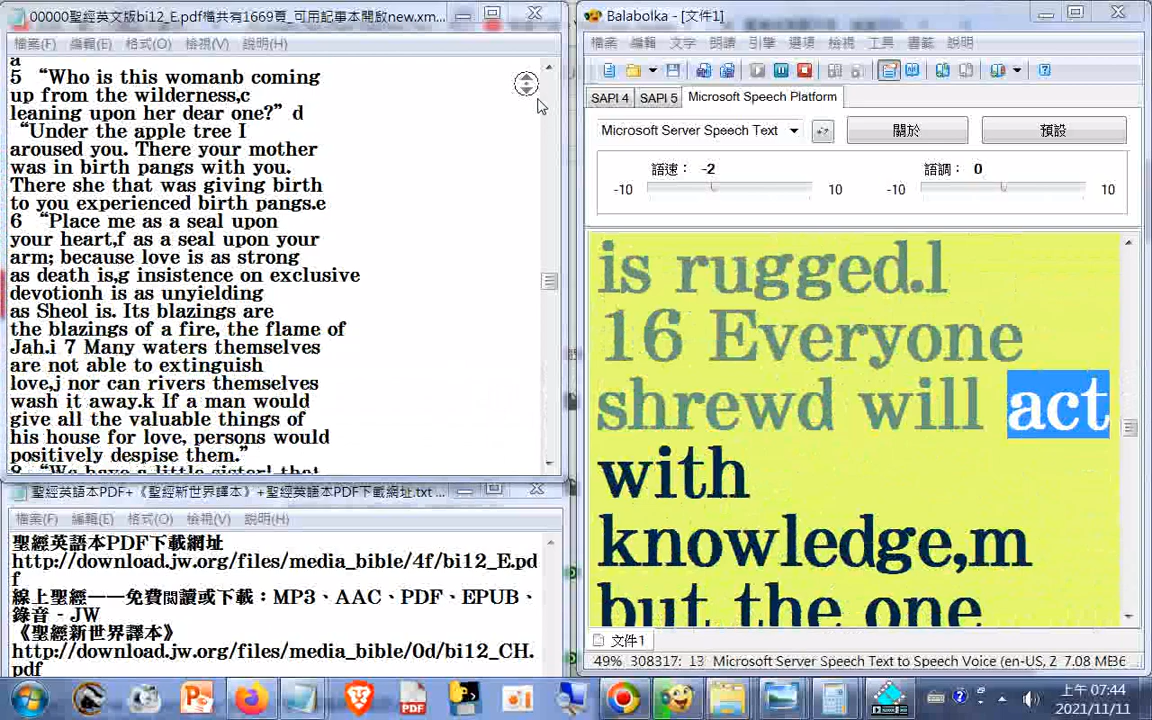 00000聖經英文版bi12_E.pdf檔共有1669頁_可用記事本開啟new.xm...
檔案(F) 編輯(E) 格式(O) 檢視(V) 說明(H)
a
5 “Who is this womanb coming
up from the wilderness,c
leaning upon her dear one?” d
“Under the apple tree I
aroused you. There your mother
was in birth pangs with you.
There she that was giving birth
to you experienced birth pangs.e
6 “Place me as a seal upon
your heart,f as a seal upon your
arm; because love is as strong
as death is,g insistence on exclusive
devotionh is as unyielding
as Sheol is. Its blazings are
the blazings of a fire, the flame of
Jah.i 7 Many waters themselves
are not able to extinguish
love,j nor can rivers themselves
wash it away.k If a man would
give all the valuable things of
his house for love, persons would
positively despise them.”
8 “We have a little sister1 that
聖經英語本PDF+《聖經新世界譯本》+聖經英語本PDF下載網址.txt ...
檔案(F) 編輯(E) 格式(O) 檢視(V) 說明(H)
聖經英語本PDF下載網址
http://download.jw.org/files/media_bible/4f/bi12_E.pd
f
線上聖經——免費閱讀或下載：MP3、AAC、PDF、EPUB、
錄音 - JW
《聖經新世界譯本》
http://download.jw.org/files/media_bible/0d/bi12_CH.
pdf
Balabolka - [文件1]
檔案 編輯 文字 朗讀 引擎 選項 檢視 工具 書籤 說明
SAPI 4 SAPI 5 Microsoft Speech Platform
Microsoft Server Speech Text 關於 預設
語速： -2 語調： 0
-10 10 -10 10
is rugged.l
16 Everyone
shrewd will act
with
knowledge,m
but the one
文件1
49% 308317: 13 Microsoft Server Speech Text to Speech Voice (en-US, Z 7.08 MB
PDF
上午 07:44
2021/11/11